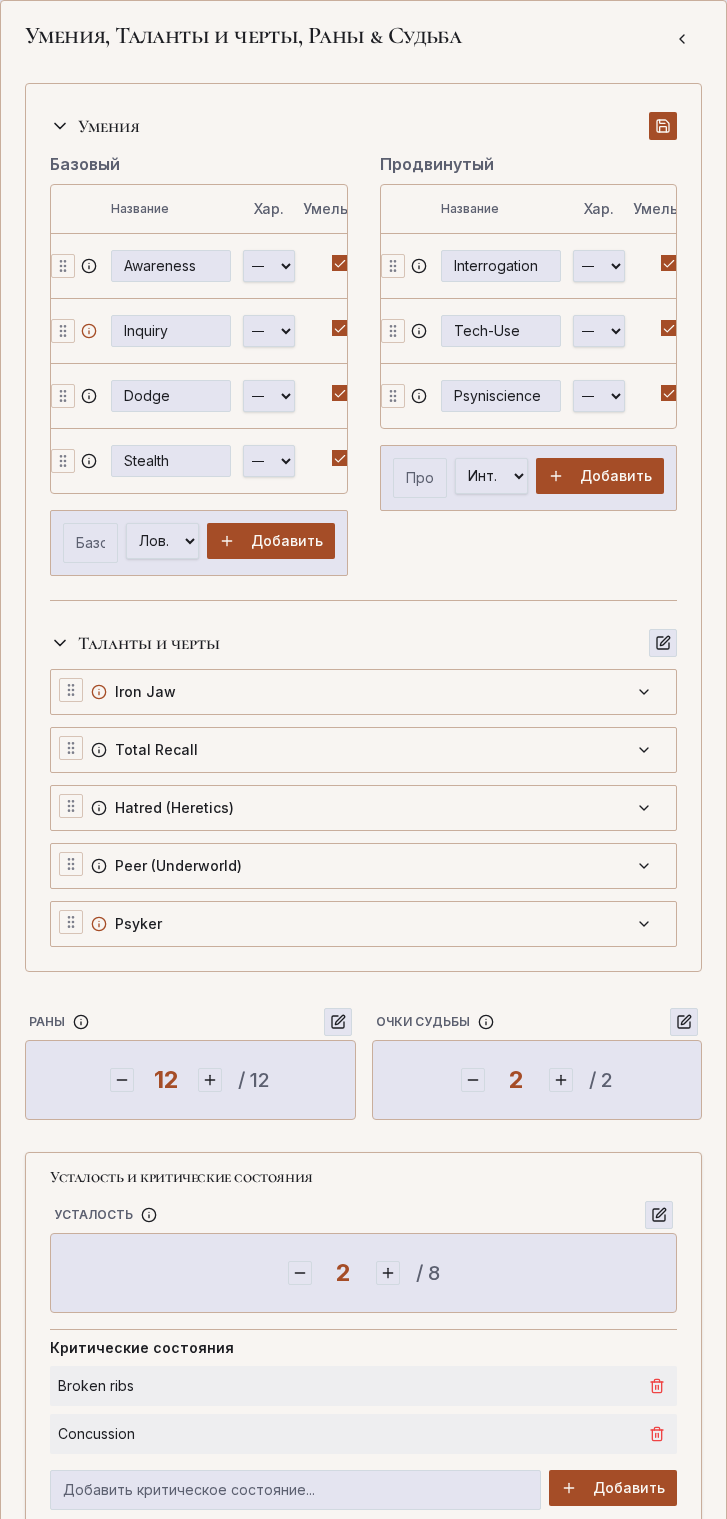 Умения, Таланты и черты, Раны & Судьба
Умения
Базовый
Название Хар. Умель
Awareness —
Inquiry —
Dodge —
Stealth —
Базо Лов. Добавить
Продвинутый
Название Хар. Умель
Interrogation —
Tech-Use —
Psyniscience —
Про Инт. Добавить
Таланты и черты
Iron Jaw
Total Recall
Hatred (Heretics)
Peer (Underworld)
Psyker
РАНЫ
12 / 12
ОЧКИ СУДЬБЫ
2 / 2
Усталость и критические состояния
УСТАЛОСТЬ
2 / 8
Критические состояния
Broken ribs
Concussion
Добавить критическое состояние... Добавить